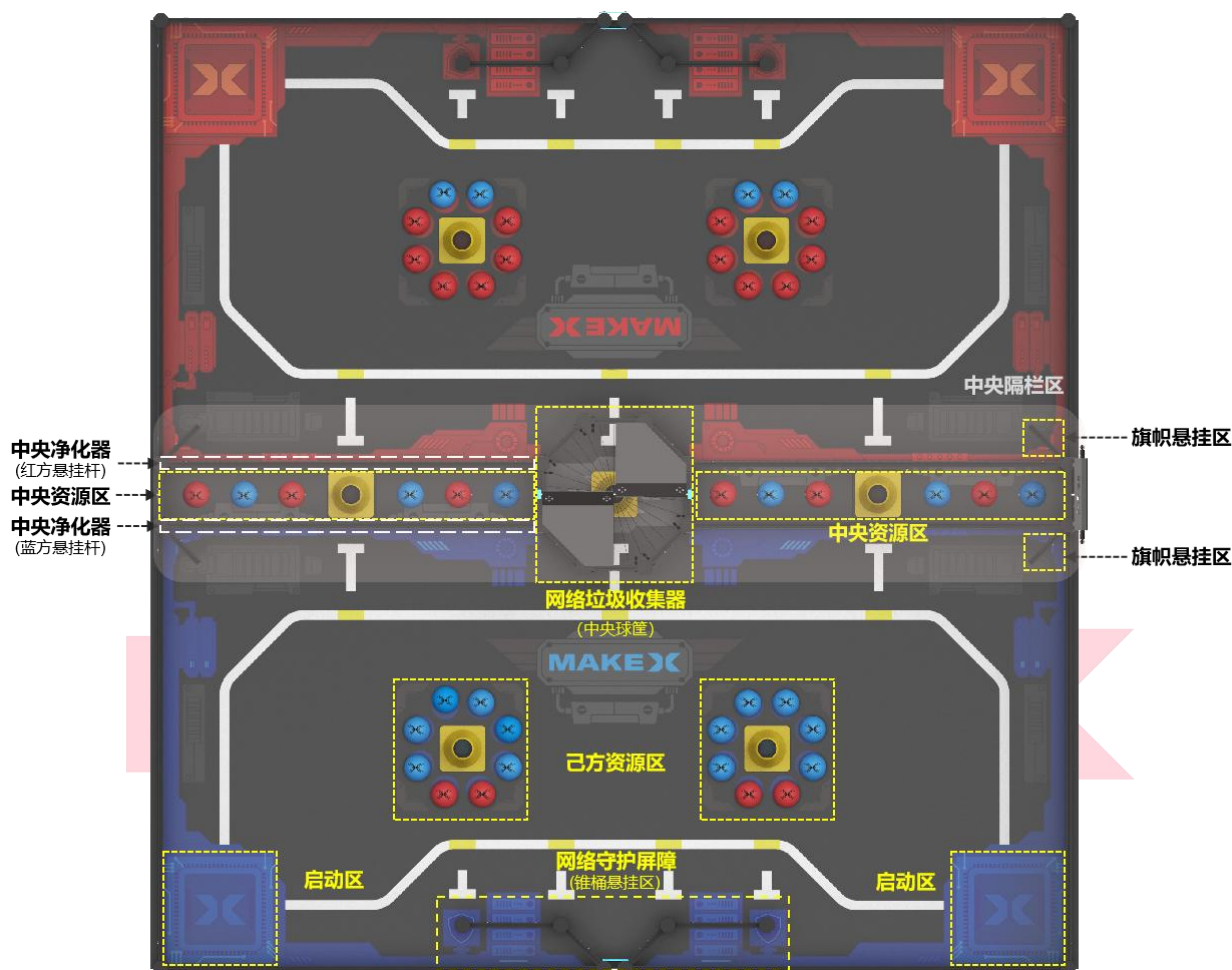 MAKEX
中央隔栏区
中央净化器
(红方悬挂杆)
旗帜悬挂区
中央资源区
中央净化器
(蓝方悬挂杆)
中央资源区
旗帜悬挂区
网络垃圾收集器
(中央球筐)
MAKEX
己方资源区
启动区
网络守护屏障
(锥桶悬挂区)
启动区